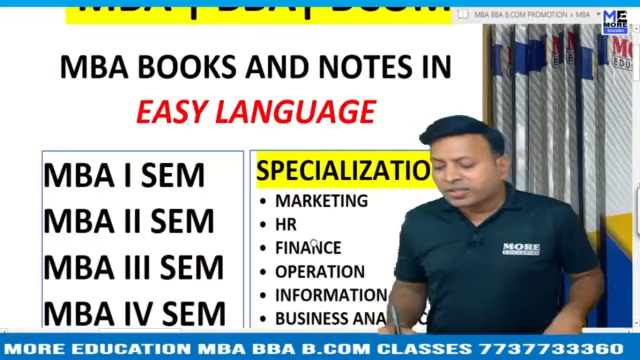 MBA | BBA | BCOM
MBA BBA B.COM PROMOTION > MBA
ME
MORE
MBA BOOKS AND NOTES IN
EASY LANGUAGE
MBA I SEM
MBA II SEM
MBA III SEM
MBA IV SEM
SPECIALIZATIO
• MARKETING
• HR
• FINANCE
• OPERATION
• INFORMATION
• BUSINESS ANA
MORE
EDUCATION
MORE EDUCATION MBA BBA B.COM CLASSES 7737733360